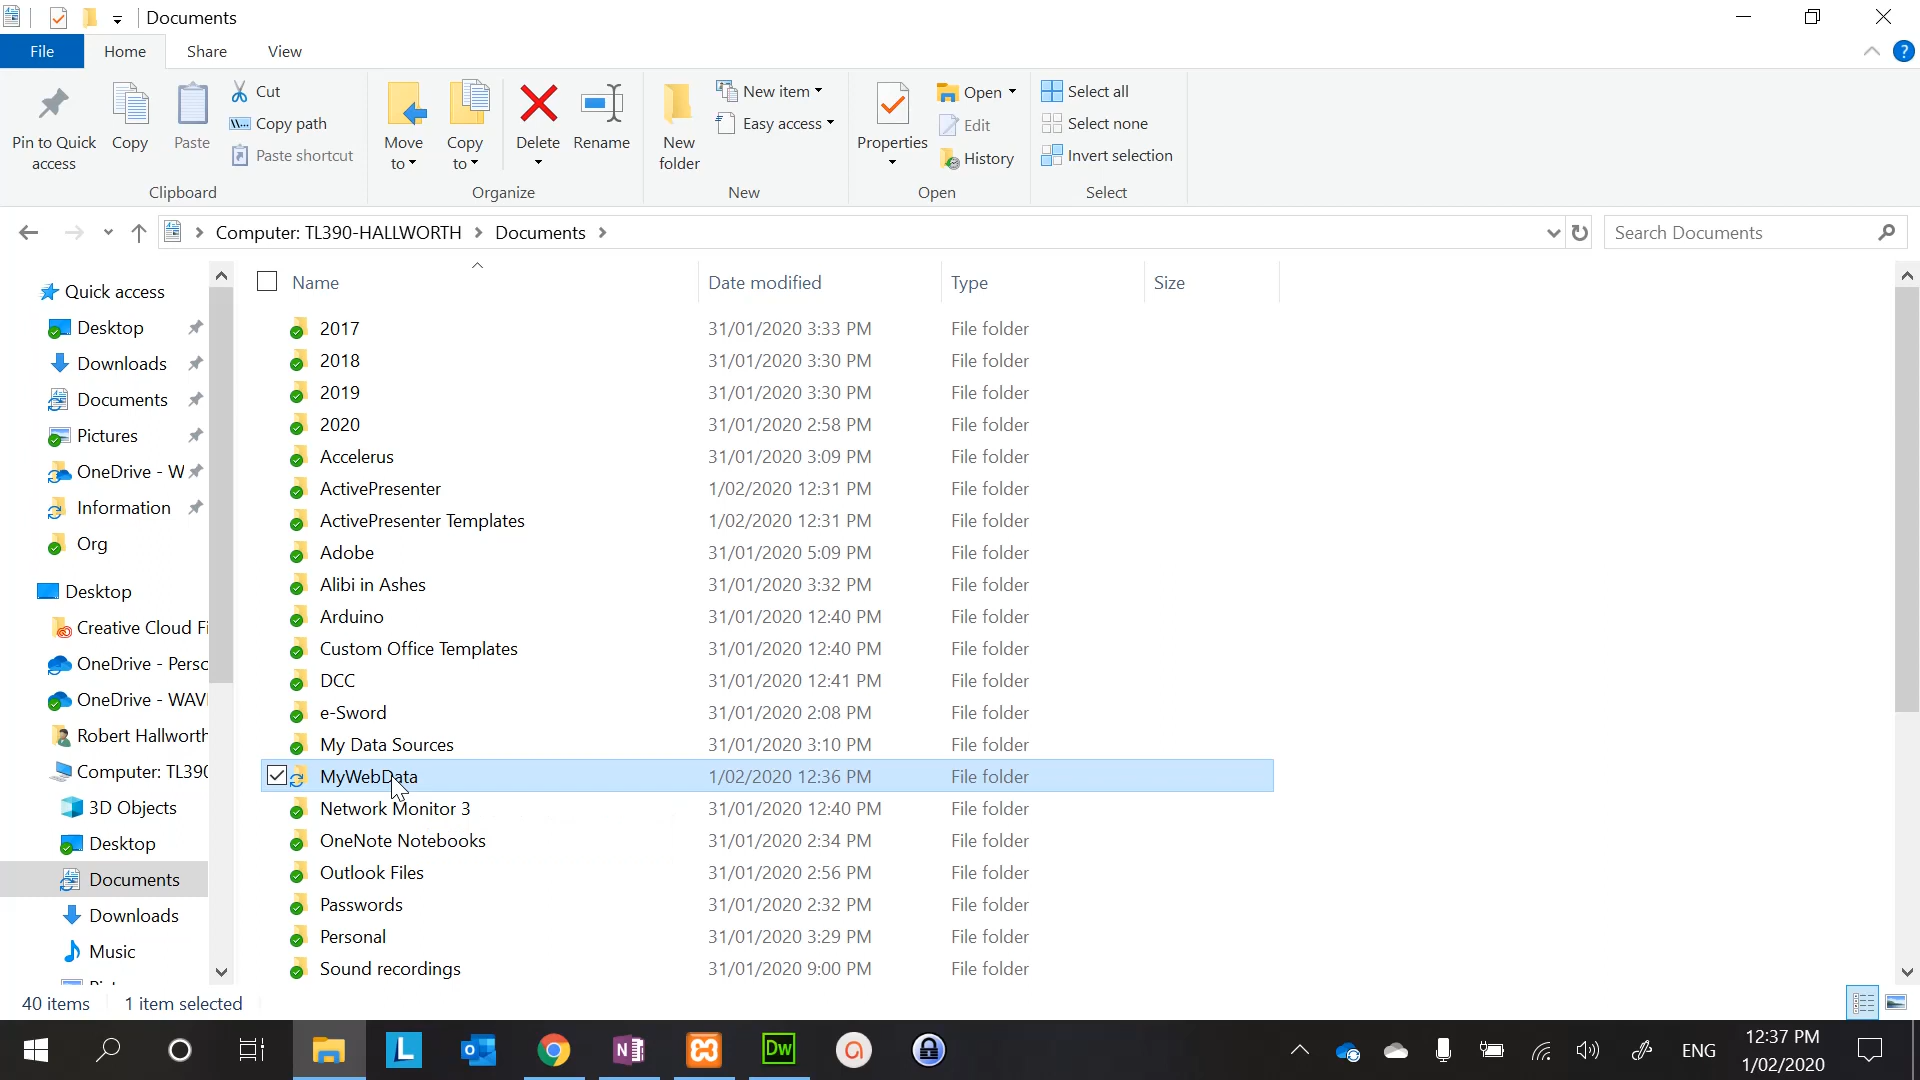 Documents
File Home Share View
Pin to Quick access
Copy
Paste
Cut
Copy path
Paste shortcut
Clipboard
Move to
Copy to
Delete
Rename
Organize
New folder
New item
Easy access
New
Properties
Open
Edit
History
Open
Select all
Select none
Invert selection
Select
Computer: TL390-HALLWORTH > Documents >
Search Documents
Quick access
Desktop
Downloads
Documents
Pictures
OneDrive - W
Information
Org
Desktop
Creative Cloud Fi
OneDrive - Perso
OneDrive - WAV
Robert Hallworth
Computer: TL390
3D Objects
Desktop
Documents
Downloads
Music
Name Date modified Type Size
2017 31/01/2020 3:33 PM File folder
2018 31/01/2020 3:30 PM File folder
2019 31/01/2020 3:30 PM File folder
2020 31/01/2020 2:58 PM File folder
Accelerus 31/01/2020 3:09 PM File folder
ActivePresenter 1/02/2020 12:31 PM File folder
ActivePresenter Templates 1/02/2020 12:31 PM File folder
Adobe 31/01/2020 5:09 PM File folder
Alibi in Ashes 31/01/2020 3:32 PM File folder
Arduino 31/01/2020 12:40 PM File folder
Custom Office Templates 31/01/2020 12:40 PM File folder
DCC 31/01/2020 12:41 PM File folder
e-Sword 31/01/2020 2:08 PM File folder
My Data Sources 31/01/2020 3:10 PM File folder
MyWebData 1/02/2020 12:36 PM File folder
Network Monitor 3 31/01/2020 12:40 PM File folder
OneNote Notebooks 31/01/2020 2:34 PM File folder
Outlook Files 31/01/2020 2:56 PM File folder
Passwords 31/01/2020 2:32 PM File folder
Personal 31/01/2020 3:29 PM File folder
Sound recordings 31/01/2020 9:00 PM File folder
40 items 1 item selected
L
N
Dw
ENG
12:37 PM
1/02/2020